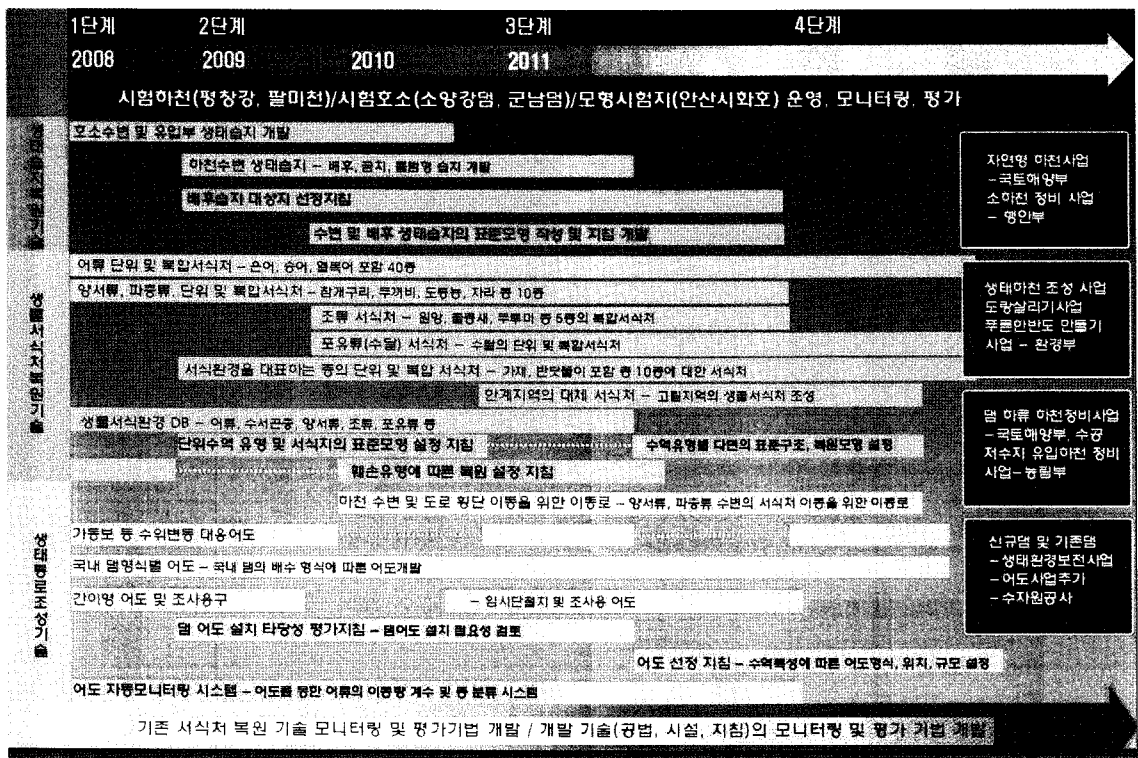 1단계 2단계 3단계 4단계
2008 2009 2010 2011
시험하천(평창강, 팔미천)/시험호소(소양강댐, 군남댐)/모형시험지(안산시화호) 운영, 모니터링, 평가
호소수변 및 유입부 생태습지 개발
하천수변 생태습지 – 배후, 습지 개발
배후습지 대상지 선정지침
수변 및 배후 생태습지의 표준모형 작성 및 지침 개발
자연형 하천사업
–국토해양부
소하천 정비 사업
– 행안부
생물서식처복원기술
어류 단위 및 복합서식처 – 은어, 숭어, 열목어 포함 40종
양서류, 파충류, 단위 및 복합서식처 – 참개구리, 두꺼비, 도롱뇽, 자라 등 10종
조류 서식처 – 원앙, 물총새, 뿌루머 등 5종의 복합서식처
포유류(수달) 서식처 – 수달의 단위 및 복합서식처
서식환경을 대표하는 종의 단위 및 복합 서식처 – 가재, 반딧불이 포함 총 10종에 대한 서식처
한계지역의 대체 서식처 – 고립지역의 생물서식처 조성
생물서식환경 DB – 어류, 수서곤충, 양서류, 조류, 포유류 등
단위수역 유형 및 서식지의 표준모형 설정 지침
수역유형별 다면의 표준구조, 복원모형 설정
훼손유형에 따른 복원 설정 지침
생태하천 조성 사업
도랑살리기사업
푸른한반도 만들기
사업 – 환경부
댐 하류 하천정비사업
–국토해양부, 수공
저수지 유입하천 정비
사업–농림부
생태통로조성기술
하천 수변 및 도로 횡단 이동을 위한 이동로 – 양서류, 파충류 수변의 서식처 이동을 위한 이동로
가동보 등 수위변동 대응어도
국내 댐형식별 어도 – 국내 댐의 배수 형식에 따른 어도개발
간이형 어도 및 조사용구
– 임시단절지 및 조사용 어도
댐 어도 설치 타당성 평가지침 – 댐어도 설치 필요성 검토
어도 선정 지침 – 수역특성에 따른 어도형식, 위치, 규모 설정
어도 자동모니터링 시스템 – 어도를 통한 어류의 이동량 계수 및 종 분류 시스템
신규댐 및 기존댐
–생태환경보전사업
–어도사업추가
–수자원공사
기존 서식처 복원 기술 모니터링 및 평가기법 개발 / 개발 기술(공법, 시설, 지침)의 모니터링 및 평가 기법 개발